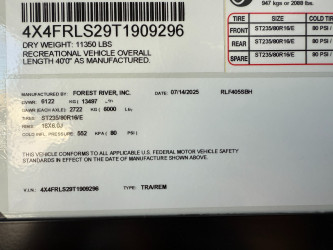 947 kgs or 2088 lbs
4X4FRLS29T1909296
DRY WEIGHT: 11350 LBS
RECREATIONAL VEHICLE OVERALL
LENGTH 40'0" AS MANUFACTURED.
TIRE SIZE COLD TIRE
FRONT ST235/80R16/E 80 PSI /
REAR ST235/80R16/E 80 PSI /
SPARE ST235/80R16/E 80 PSI /
MANUFACTURED BY: FOREST RIVER, INC. DATE: 07/14/2025 RLF4055BH
GVWR: 6122 KG ( 13497 LB.)
GAWR (EACH AXLE): 2722 KG ( 6000 LB.)
TIRES: ST235/80R16/E
RIMS: 16X6.0J
COLD INFL. PRESSURE: 552 KPA ( 80 PSI )
THIS VEHICLE CONFORMS TO ALL APPLICABLE U.S. FEDERAL MOTOR VEHICLE SAFETY
STANDARDS IN EFFECT ON THE DATE OF MANUFACTURE SHOWN ABOVE.
V.I.N.: 4X4FRLS29T1909296 TYPE: TRA/REM